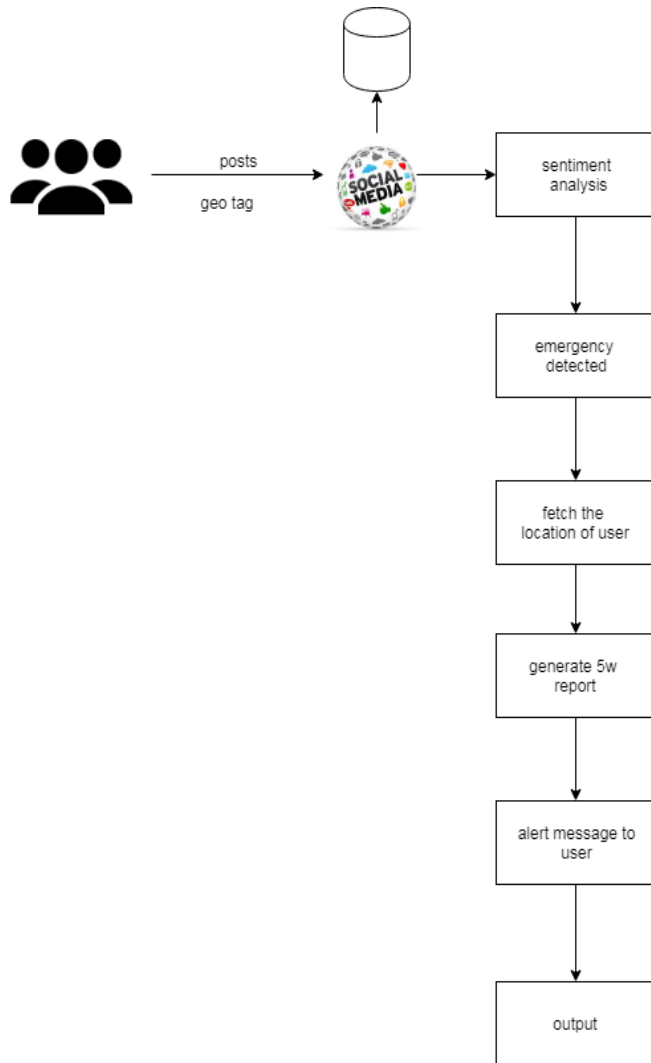 posts
geo tag
SOCIAL
MEDIA
sentiment
analysis
emergency
detected
fetch the
location of user
generate 5w
report
alert message to
user
output